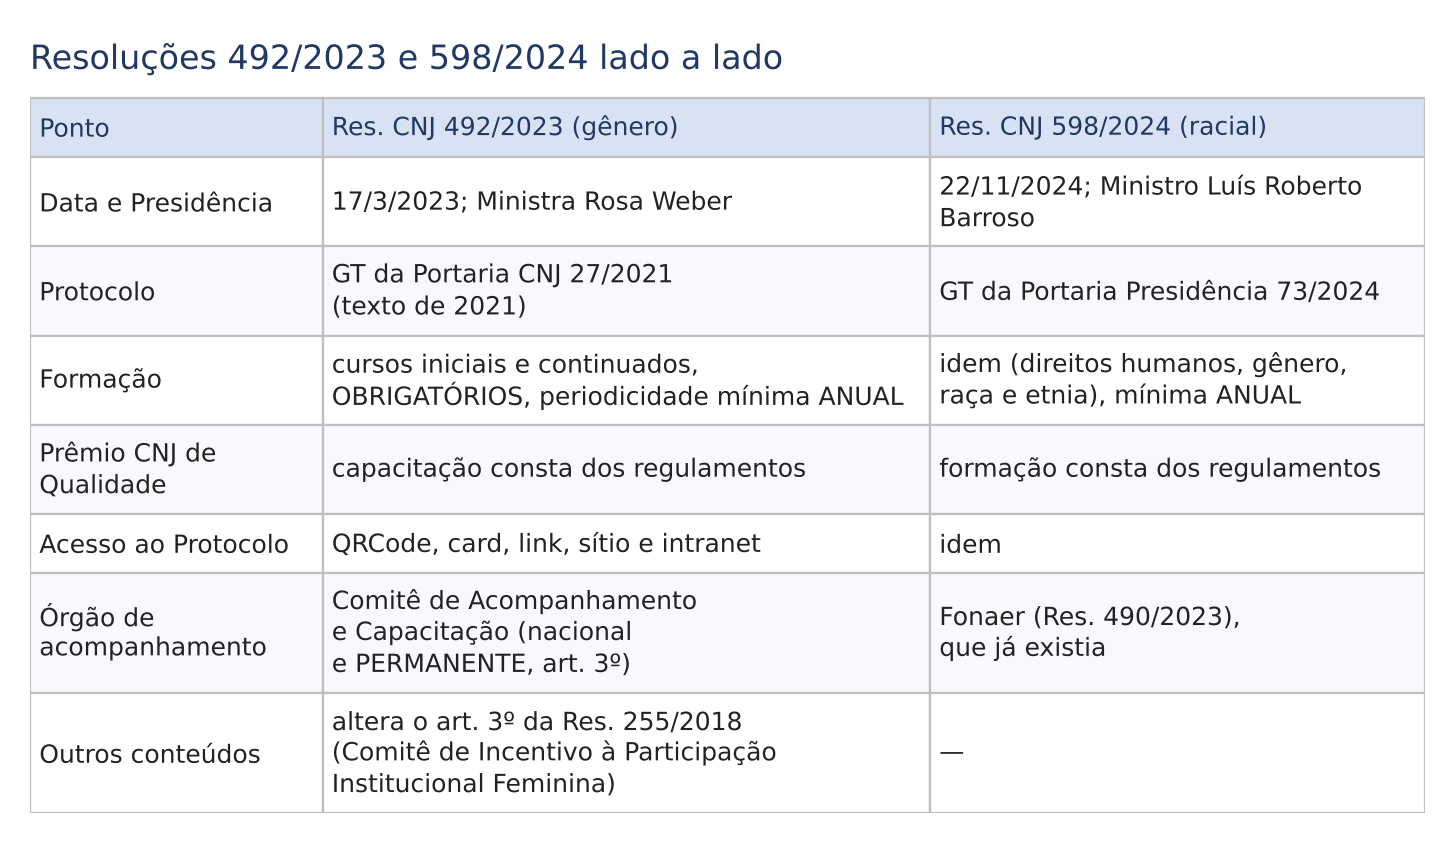 Resoluções 492/2023 e 598/2024 lado a lado
Ponto
Res. CNJ 492/2023 (gênero)
Res. CNJ 598/2024 (racial)
Data e Presidência
17/3/2023; Ministra Rosa Weber
22/11/2024; Ministro Luís Roberto
Barroso
Protocolo
GT da Portaria CNJ 27/2021
(texto de 2021)
GT da Portaria Presidência 73/2024
Formação
cursos iniciais e continuados,
OBRIGATÓRIOS, periodicidade mínima ANUAL
idem (direitos humanos, gênero,
raça e etnia), mínima ANUAL
Prêmio CNJ de
Qualidade
capacitação consta dos regulamentos
formação consta dos regulamentos
Acesso ao Protocolo
QRCode, card, link, sítio e intranet
idem
Órgão de
acompanhamento
Comitê de Acompanhamento
e Capacitação (nacional
e PERMANENTE, art. 3º)
Fonaer (Res. 490/2023),
que já existia
Outros conteúdos
altera o art. 3º da Res. 255/2018
(Comitê de Incentivo à Participação
Institucional Feminina)
—